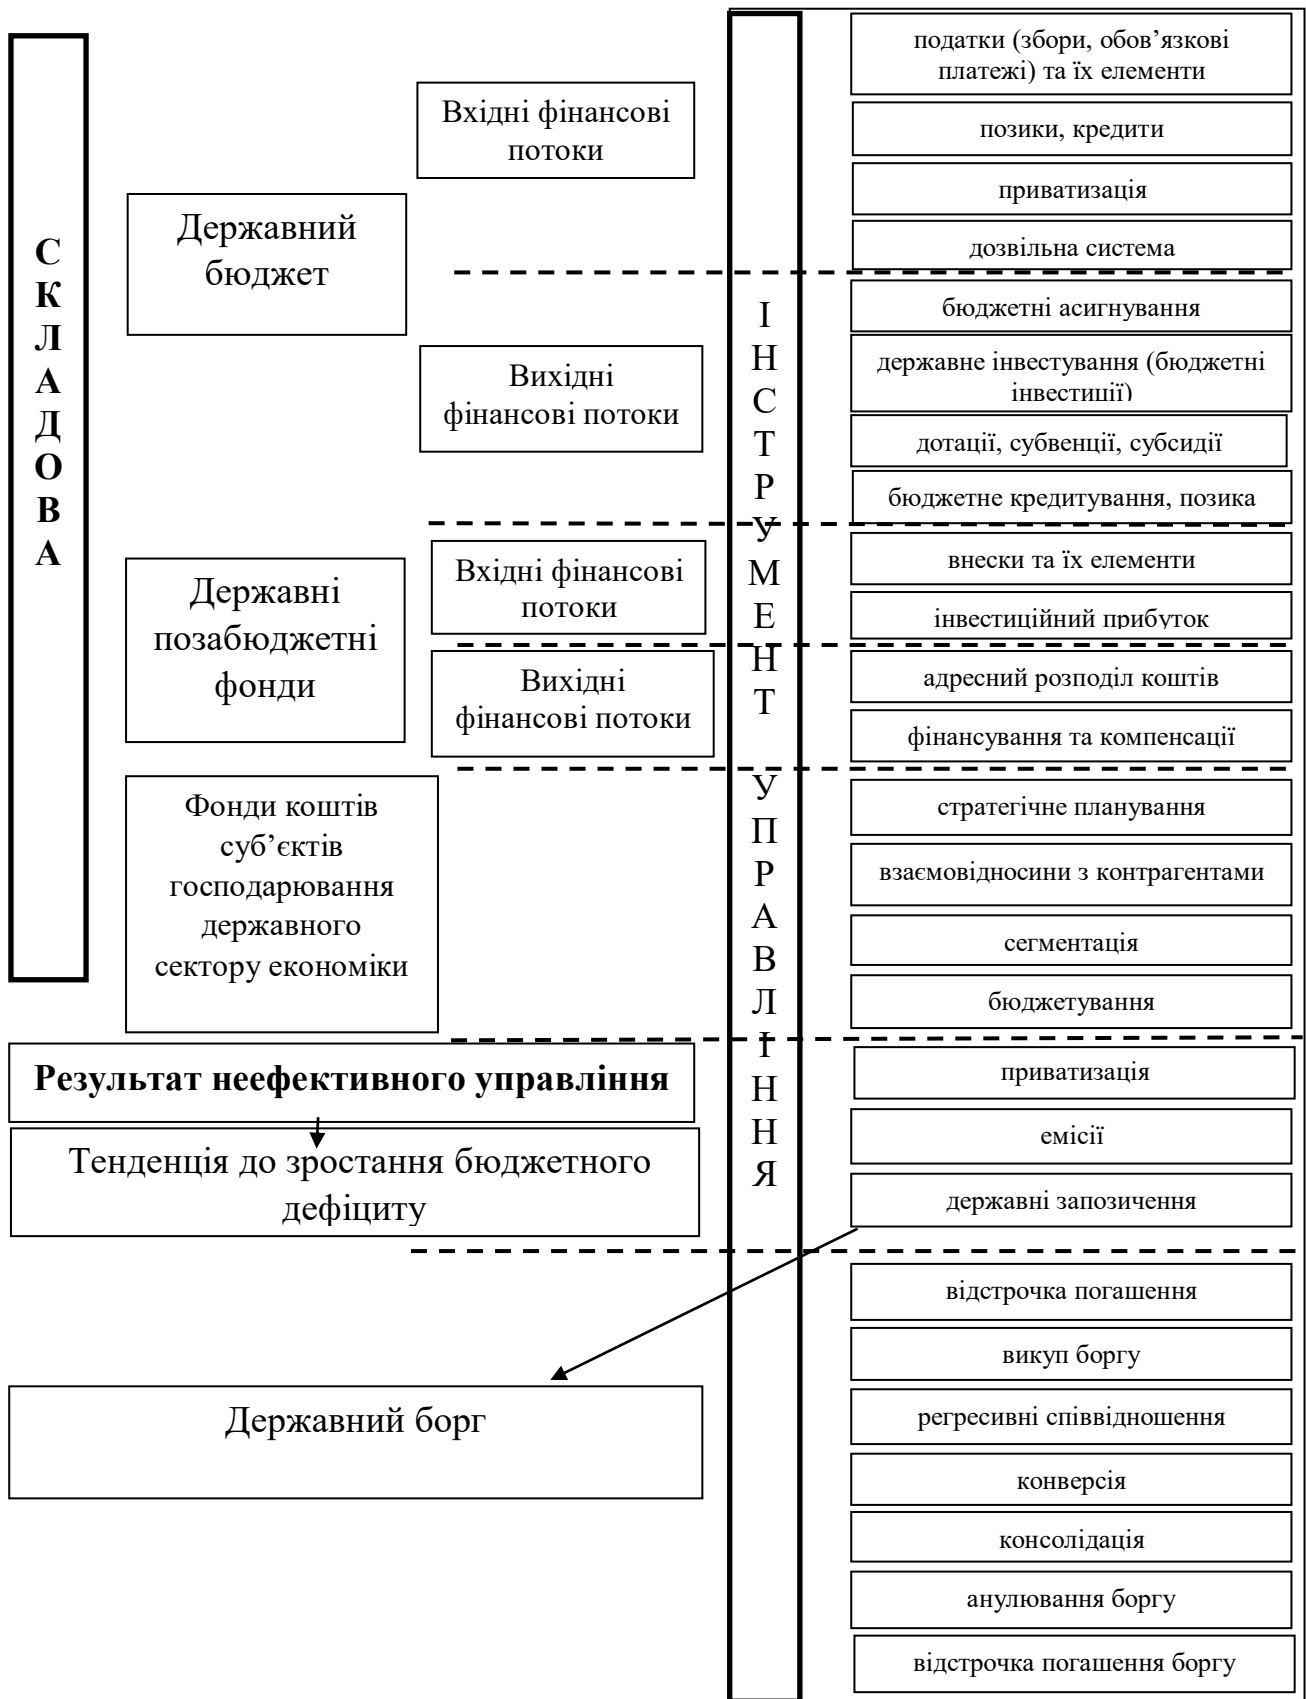 СКЛАДОВА
Державний
бюджет
Вхідні фінансові
потоки
Вихідні
фінансові потоки
Державні
позабюджетні
фонди
Вхідні фінансові
потоки
Вихідні
фінансові потоки
Фонди коштів
суб’єктів
господарювання
державного
сектору економіки
Результат неефективного управління
Тенденція до зростання бюджетного
дефіциту
Державний борг
ІНСТРУМЕНТ УПРАВЛІННЯ
податки (збори, обов’язкові
платежі) та їх елементи
позики, кредити
приватизація
дозвільна система
бюджетні асигнування
державне інвестування (бюджетні
інвестиції)
дотації, субвенції, субсидії
бюджетне кредитування, позика
внески та їх елементи
інвестиційний прибуток
адресний розподіл коштів
фінансування та компенсації
стратегічне планування
взаємовідносини з контрагентами
сегментація
бюджетування
приватизація
емісії
державні запозичення
відстрочка погашення
викуп боргу
регресивні співвідношення
конверсія
консолідація
анулювання боргу
відстрочка погашення боргу